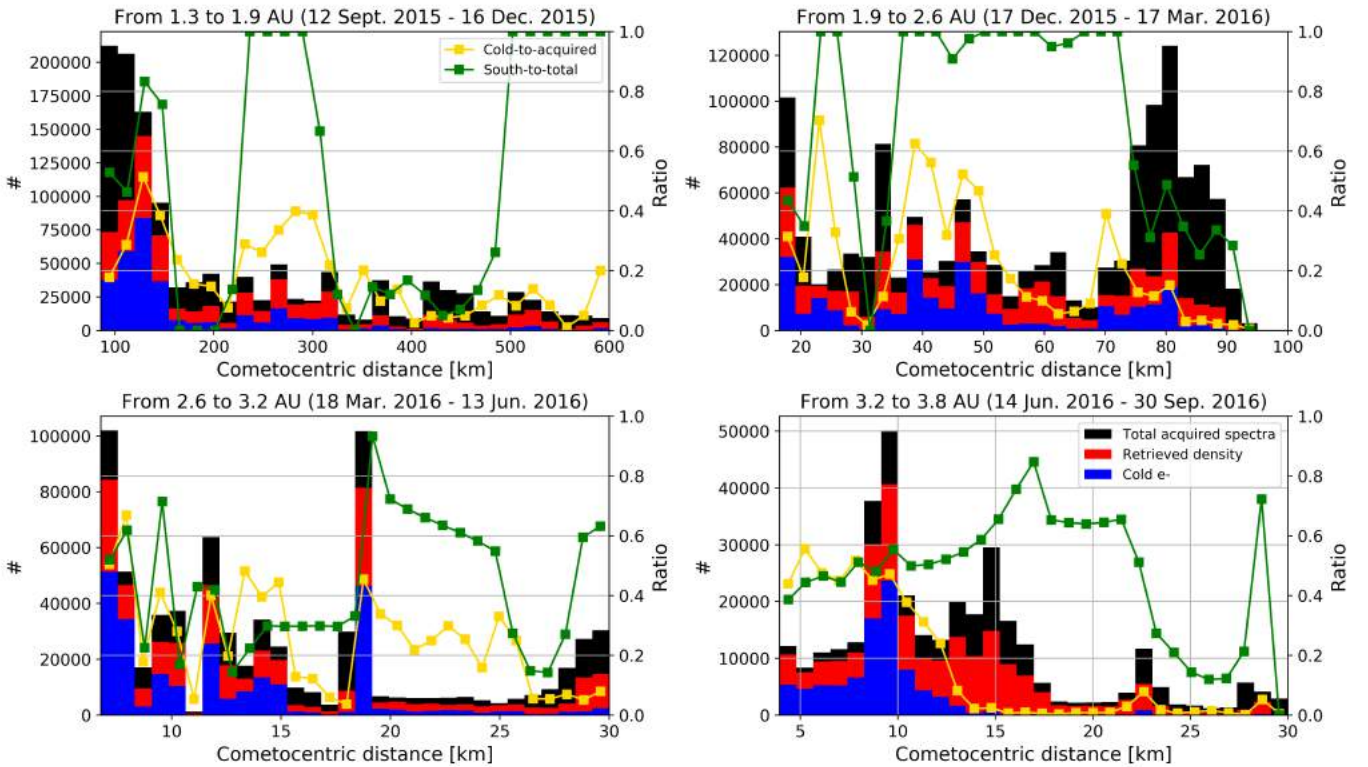 From 1.3 to 1.9 AU (12 Sept. 2015 - 16 Dec. 2015)
200000
175000
150000
125000
100000
75000
50000
25000
0
#
100 200 300 400 500 600
Cometocentric distance [km]
1.0
0.8
0.6
0.4
0.2
0.0
Ratio
Cold-to-acquired
South-to-total
From 1.9 to 2.6 AU (17 Dec. 2015 - 17 Mar. 2016)
120000
100000
80000
60000
40000
20000
0
#
20 30 40 50 60 70 80 90 100
Cometocentric distance [km]
1.0
0.8
0.6
0.4
0.2
0.0
Ratio
From 2.6 to 3.2 AU (18 Mar. 2016 - 13 Jun. 2016)
100000
80000
60000
40000
20000
0
#
10 15 20 25 30
Cometocentric distance [km]
1.0
0.8
0.6
0.4
0.2
0.0
Ratio
From 3.2 to 3.8 AU (14 Jun. 2016 - 30 Sep. 2016)
50000
40000
30000
20000
10000
0
#
5 10 15 20 25 30
Cometocentric distance [km]
1.0
0.8
0.6
0.4
0.2
0.0
Ratio
Total acquired spectra
Retrieved density
Cold e-